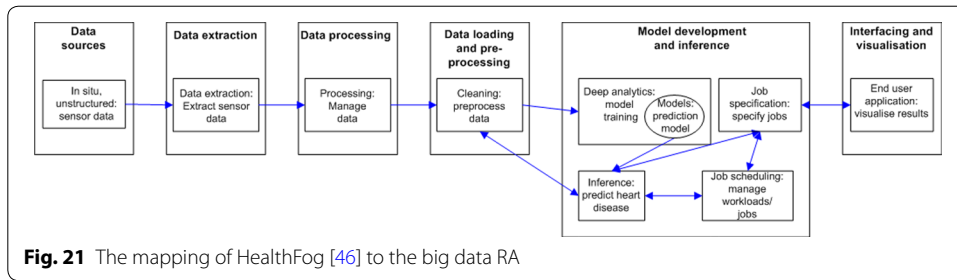 Data
sources
Data extraction
Data processing
Data loading
and pre-
processing
Model development
and inference
Interfacing and
visualisation
In situ,
unstructured:
sensor data
Data extraction:
Extract sensor
data
Processing:
Manage
data
Cleaning:
preprocess
data
Deep analytics:
model
training
Models:
prediction
model
Job
specification:
specify jobs
End user
application:
visualise results
Inference:
predict heart
disease
Job scheduling:
manage
workloads/
jobs
Fig. 21 The mapping of HealthFog [46] to the big data RA